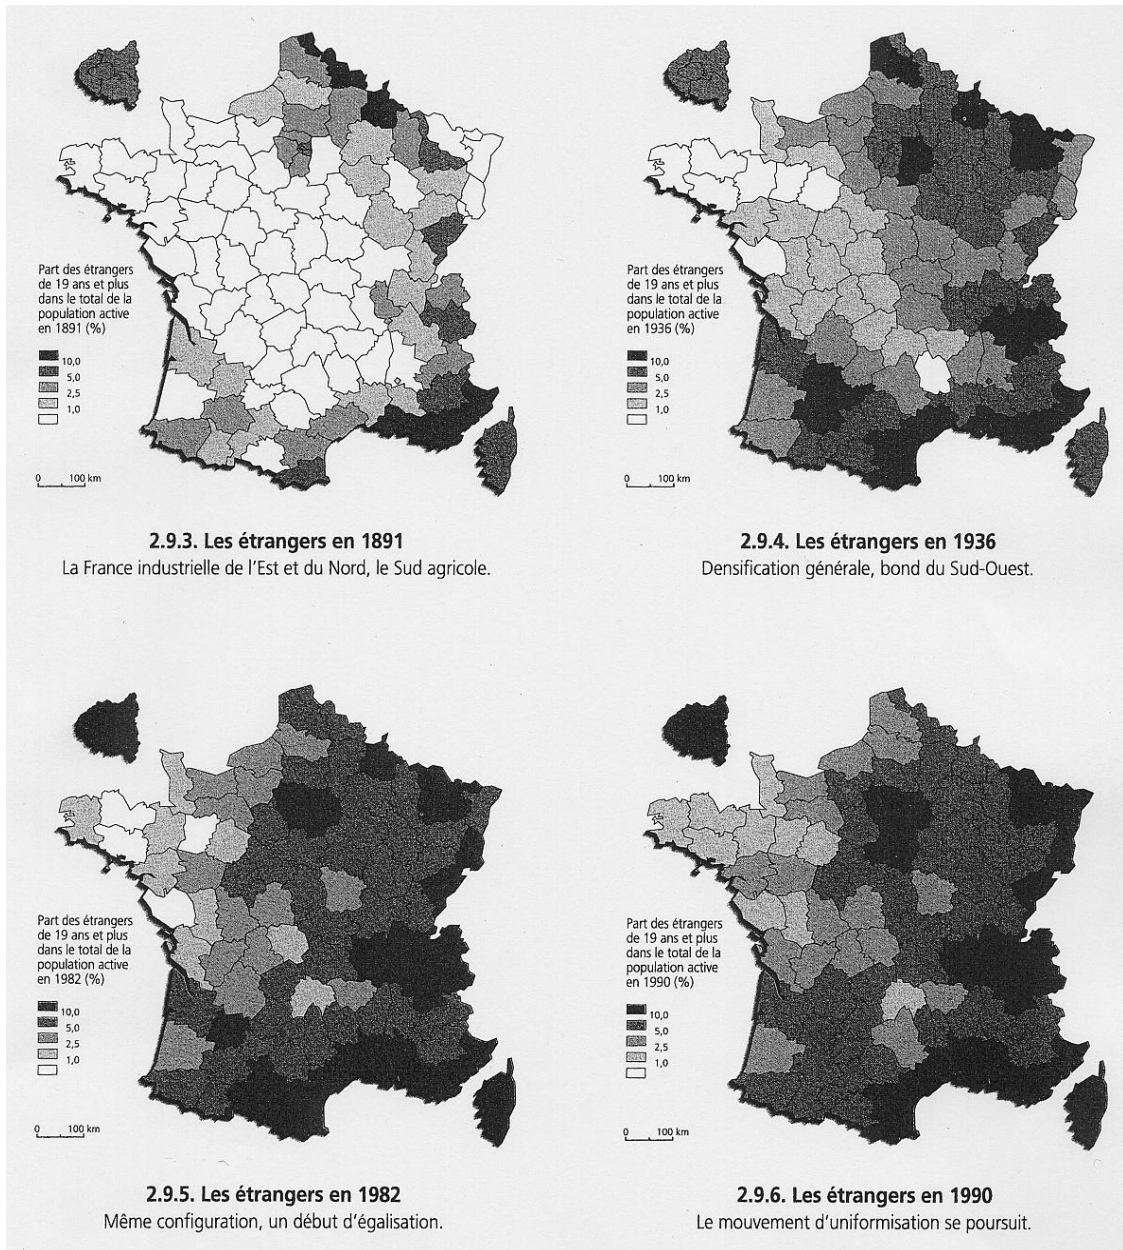 Part des étrangers
de 19 ans et plus
dans le total de la
population active
en 1891 (%)
10,0
5,0
2,5
1,0
0 100 km
2.9.3. Les étrangers en 1891
La France industrielle de l'Est et du Nord, le Sud agricole.
Part des étrangers
de 19 ans et plus
dans le total de la
population active
en 1936 (%)
10,0
5,0
2,5
1,0
0 100 km
2.9.4. Les étrangers en 1936
Densification générale, bond du Sud-Ouest.
Part des étrangers
de 19 ans et plus
dans le total de la
population active
en 1982 (%)
10,0
5,0
2,5
1,0
0 100 km
2.9.5. Les étrangers en 1982
Même configuration, un début d'égalisation.
Part des étrangers
de 19 ans et plus
dans le total de la
population active
en 1990 (%)
10,0
5,0
2,5
1,0
0 100 km
2.9.6. Les étrangers en 1990
Le mouvement d'uniformisation se poursuit.